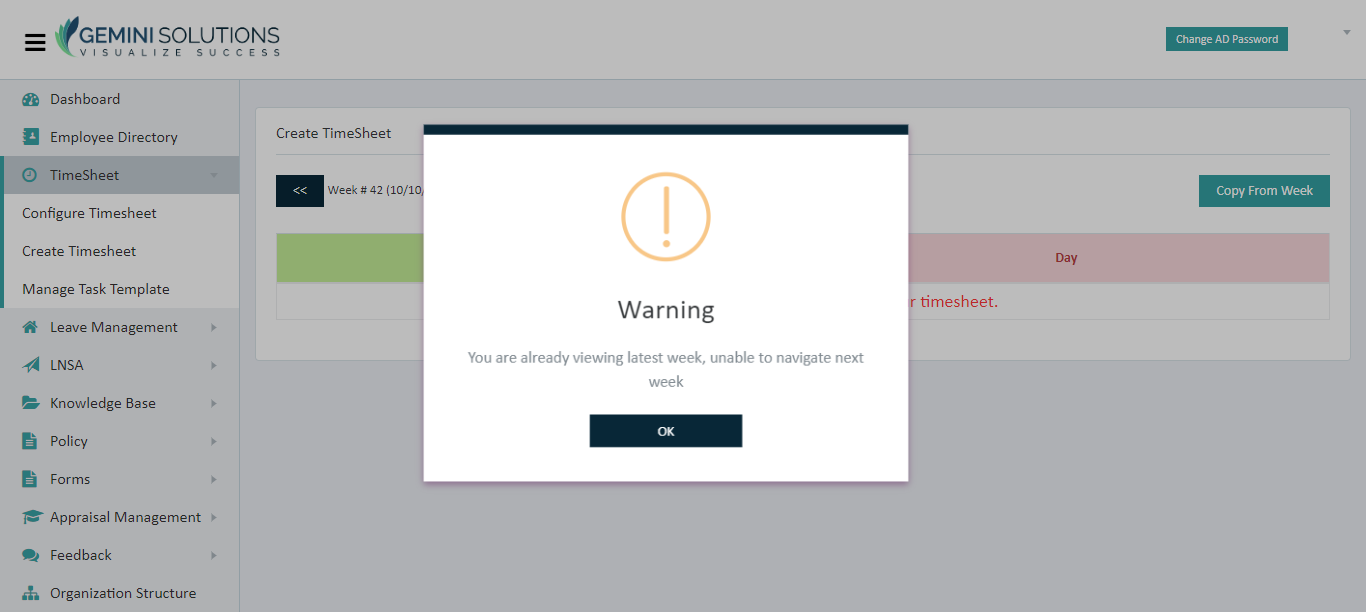 GEMINI SOLUTIONS
VISUALIZE SUCCESS
Change AD Password
Dashboard
Employee Directory
TimeSheet
Configure Timesheet
Create Timesheet
Manage Task Template
Leave Management
LNSA
Knowledge Base
Policy
Forms
Appraisal Management
Feedback
Organization Structure
Create TimeSheet
<< Week # 42 (10/10/
Copy From Week
Day
r timesheet.
Warning
You are already viewing latest week, unable to navigate next
week
OK